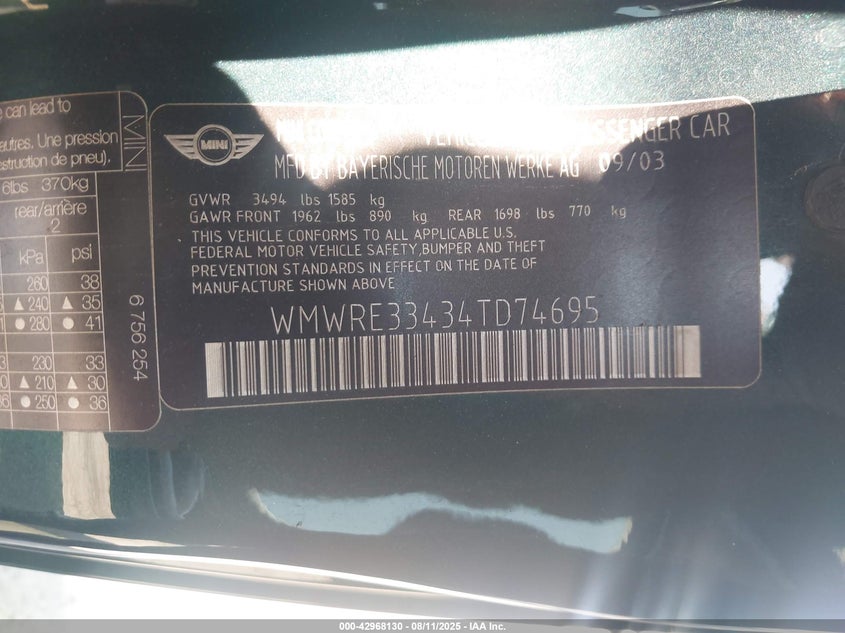 e can lead to
autres. Une pression
estruction de pneu).
6lbs 370kg
rear/arrière
2
kPa psi
260 38
▲ 240 ▲ 35
● 280 ● 41
230 33
▲ 210 ▲ 30
● 250 ● 36
MINI
6 756 254
MINI
PASSENGER CAR
MFD BY BAYERISCHE MOTOREN WERKE AG 09/03
GVWR 3494 lbs 1585 kg
GAWR FRONT 1962 lbs 890 kg REAR 1698 lbs 770 kg
THIS VEHICLE CONFORMS TO ALL APPLICABLE U.S.
FEDERAL MOTOR VEHICLE SAFETY,BUMPER AND THEFT
PREVENTION STANDARDS IN EFFECT ON THE DATE OF
MANUFACTURE SHOWN ABOVE
WMWRE33434TD74695
000-42968130 - 08/11/2025 - IAA Inc.